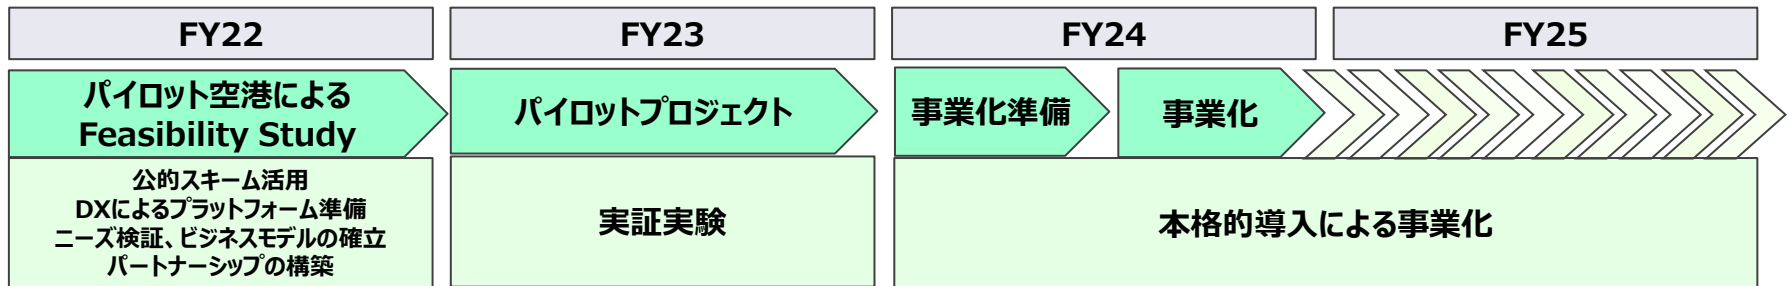 FY22
FY23
FY24
FY25
パイロット空港による
Feasibility Study
パイロットプロジェクト
事業化準備
事業化
公的スキーム活用
DXによるプラットフォーム準備
ニーズ検証、ビジネスモデルの確立
パートナーシップの構築
実証実験
本格的導入による事業化